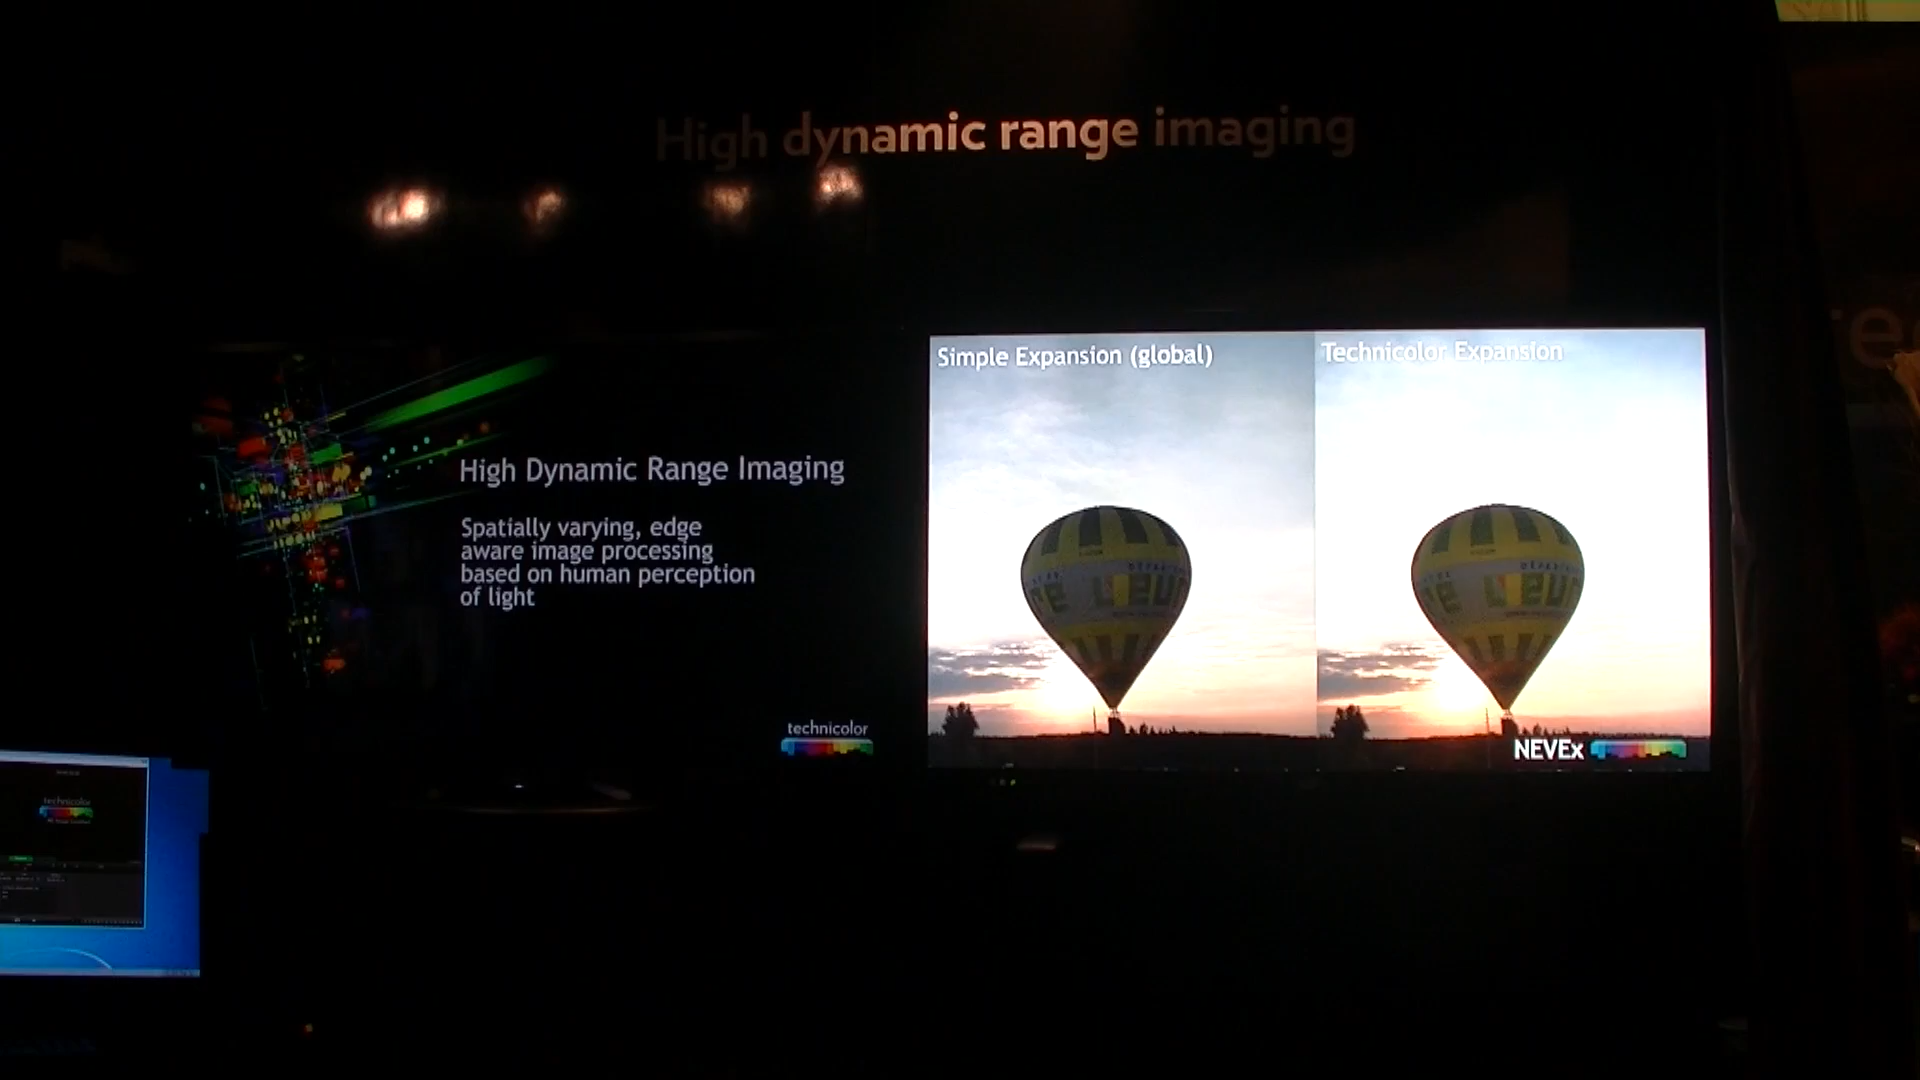 High dynamic range imaging
High Dynamic Range Imaging
Spatially varying, edge
aware image processing
based on human perception
of light
technicolor
Simple Expansion (global)
Technicolor Expansion
NEVEx
technicolor